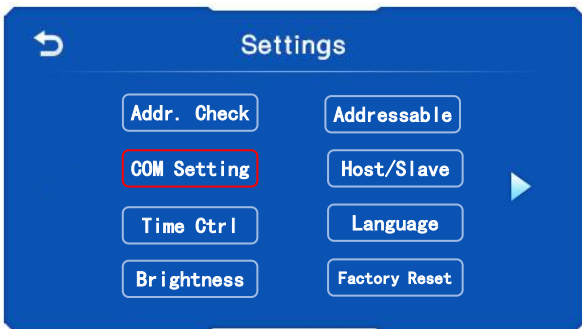 Settings
Addr. Check
Addressable
COM Setting
Host/Slave
Time Ctrl
Language
Brightness
Factory Reset